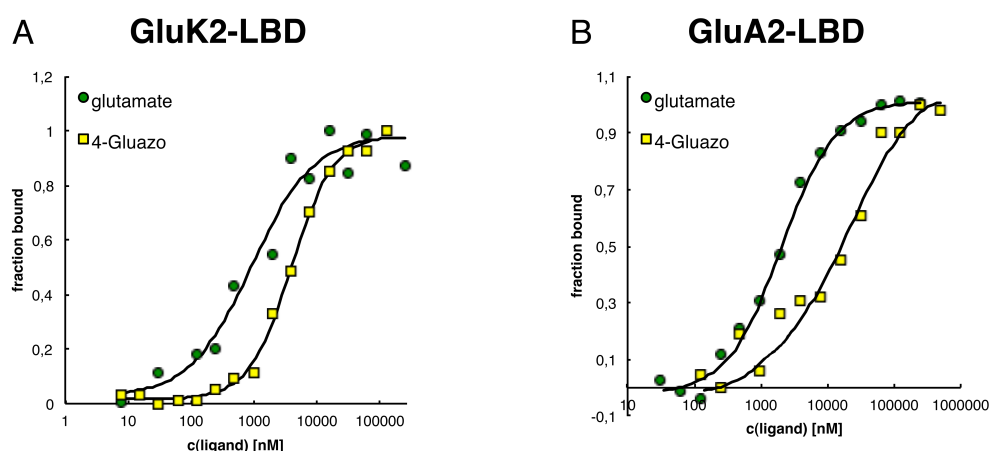 A
GluK2-LBD
1,2
1
0,8
0,6
0,4
0,2
0
fraction bound
glutamate
4-Gluazo
1 10 100 1000 10000 100000
c(ligand) [nM]
B
GluA2-LBD
1,1
0,9
0,7
0,5
0,3
0,1
-0,1
fraction bound
glutamate
4-Gluazo
10 100 1000 10000 100000 1000000
c(ligand) [nM]